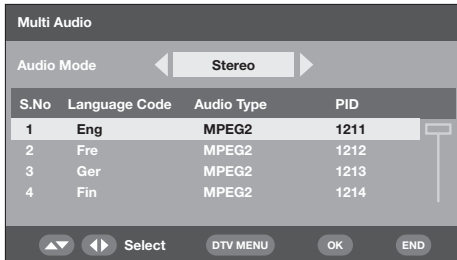 Multi Audio
Audio Mode Stereo
S.No Language Code Audio Type PID
1 Eng MPEG2 1211
2 Fre MPEG2 1212
3 Ger MPEG2 1213
4 Fin MPEG2 1214
Select DTV MENU OK END